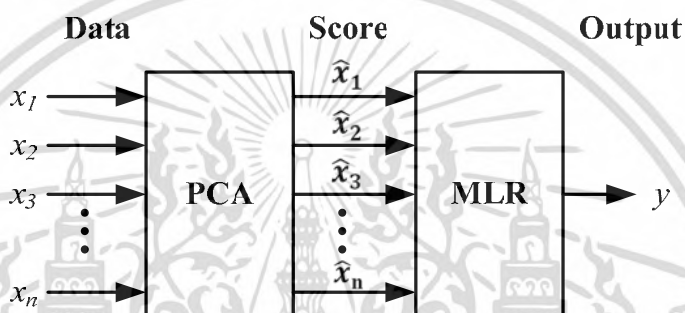 Data Score Output
x1 x̂1
x2 x̂2
x3 PCA x̂3 MLR y
xn x̂n